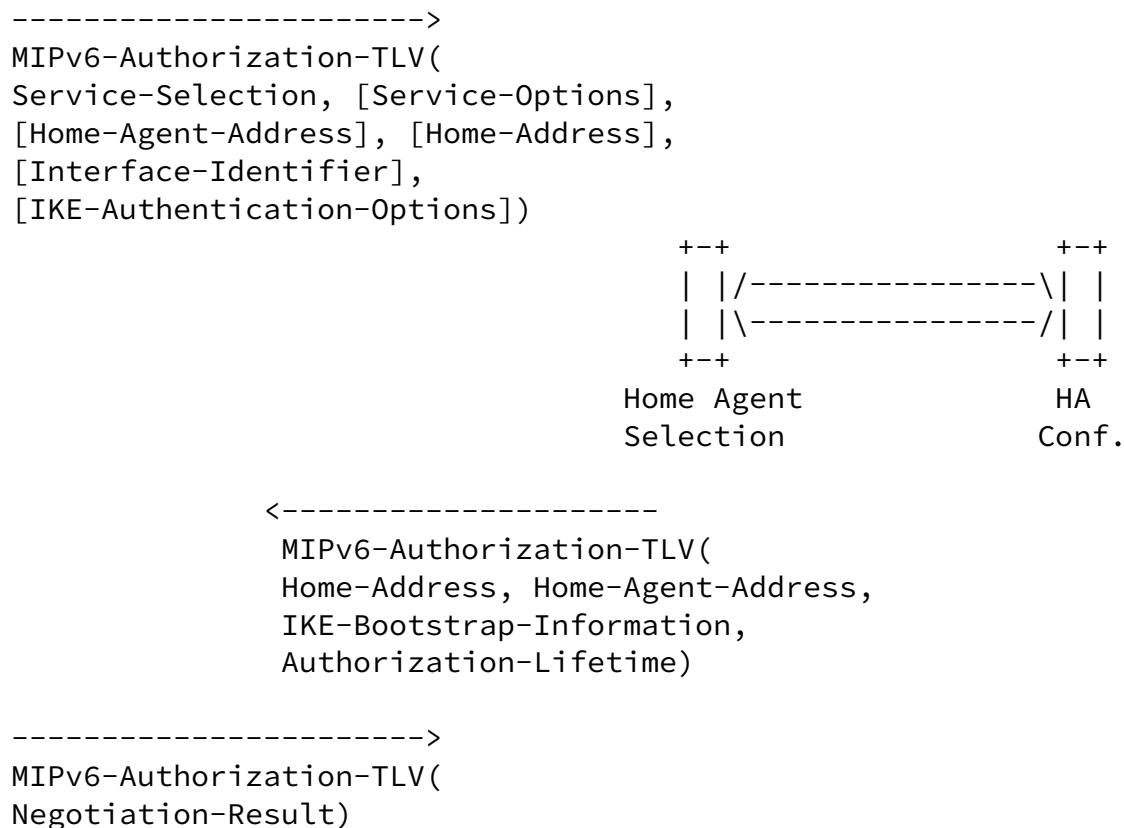 ----------------------->
MIPv6-Authorization-TLV(
Service-Selection, [Service-Options],
[Home-Agent-Address], [Home-Address],
[Interface-Identifier],
[IKE-Authentication-Options])
+-+ +-+
| |/----------------\| |
| |\----------------/| |
+-+ +-+
Home Agent HA
Selection Conf.
<---------------------
MIPv6-Authorization-TLV(
Home-Address, Home-Agent-Address,
IKE-Bootstrap-Information,
Authorization-Lifetime)
----------------------->
MIPv6-Authorization-TLV(
Negotiation-Result)